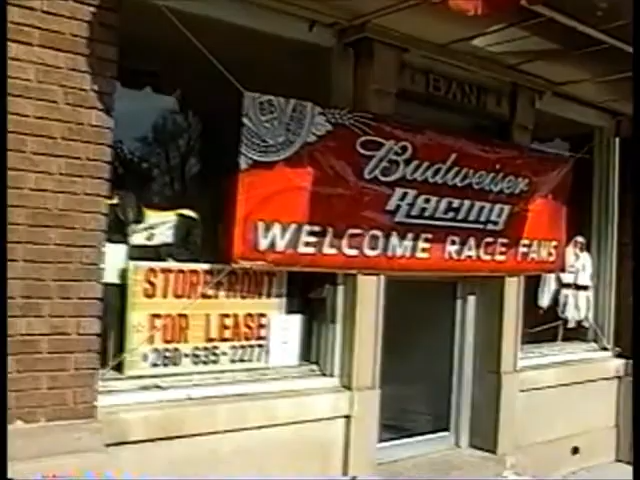 BANK
Budweiser
RACING
WELCOME RACE FANS
STOREFRONT
FOR LEASE
260-635-2277